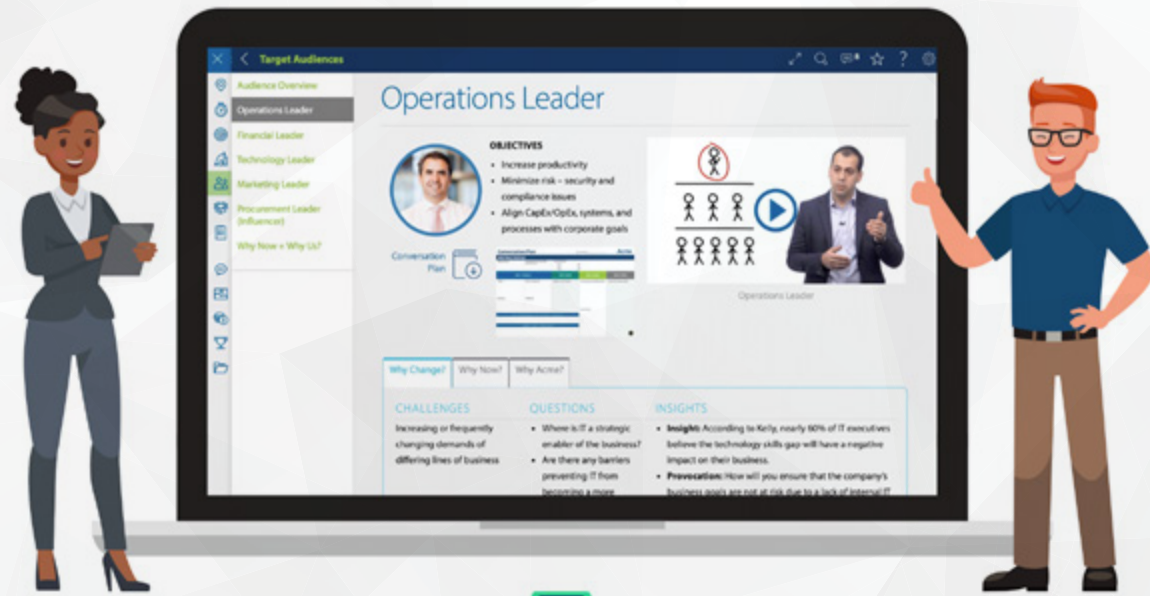 Target Audiences
Audience Overview
Operations Leader
Financial Leader
Technology Leader
Marketing Leader
Procurement Leader
(Influencer)
Why Now + Why Us?
Operations Leader
OBJECTIVES
• Increase productivity
• Minimize risk – security and
compliance issues
• Align CapEx/OpEx, systems, and
processes with corporate goals
Conversation
Plan
Operations Leader
Why Change?
Why Now?
Why Acme?
CHALLENGES
Increasing or frequently
changing demands of
differing lines of business
QUESTIONS
• Where is IT a strategic
enabler of the business?
• Are there any barriers
preventing IT from
becoming a more
INSIGHTS
• Insight: According to Kelly, nearly 60% of IT executives
believe the technology skills gap will have a negative
impact on their business.
• Provocation: How will you ensure that the company's
business goals are not at risk due to a lack of internal IT